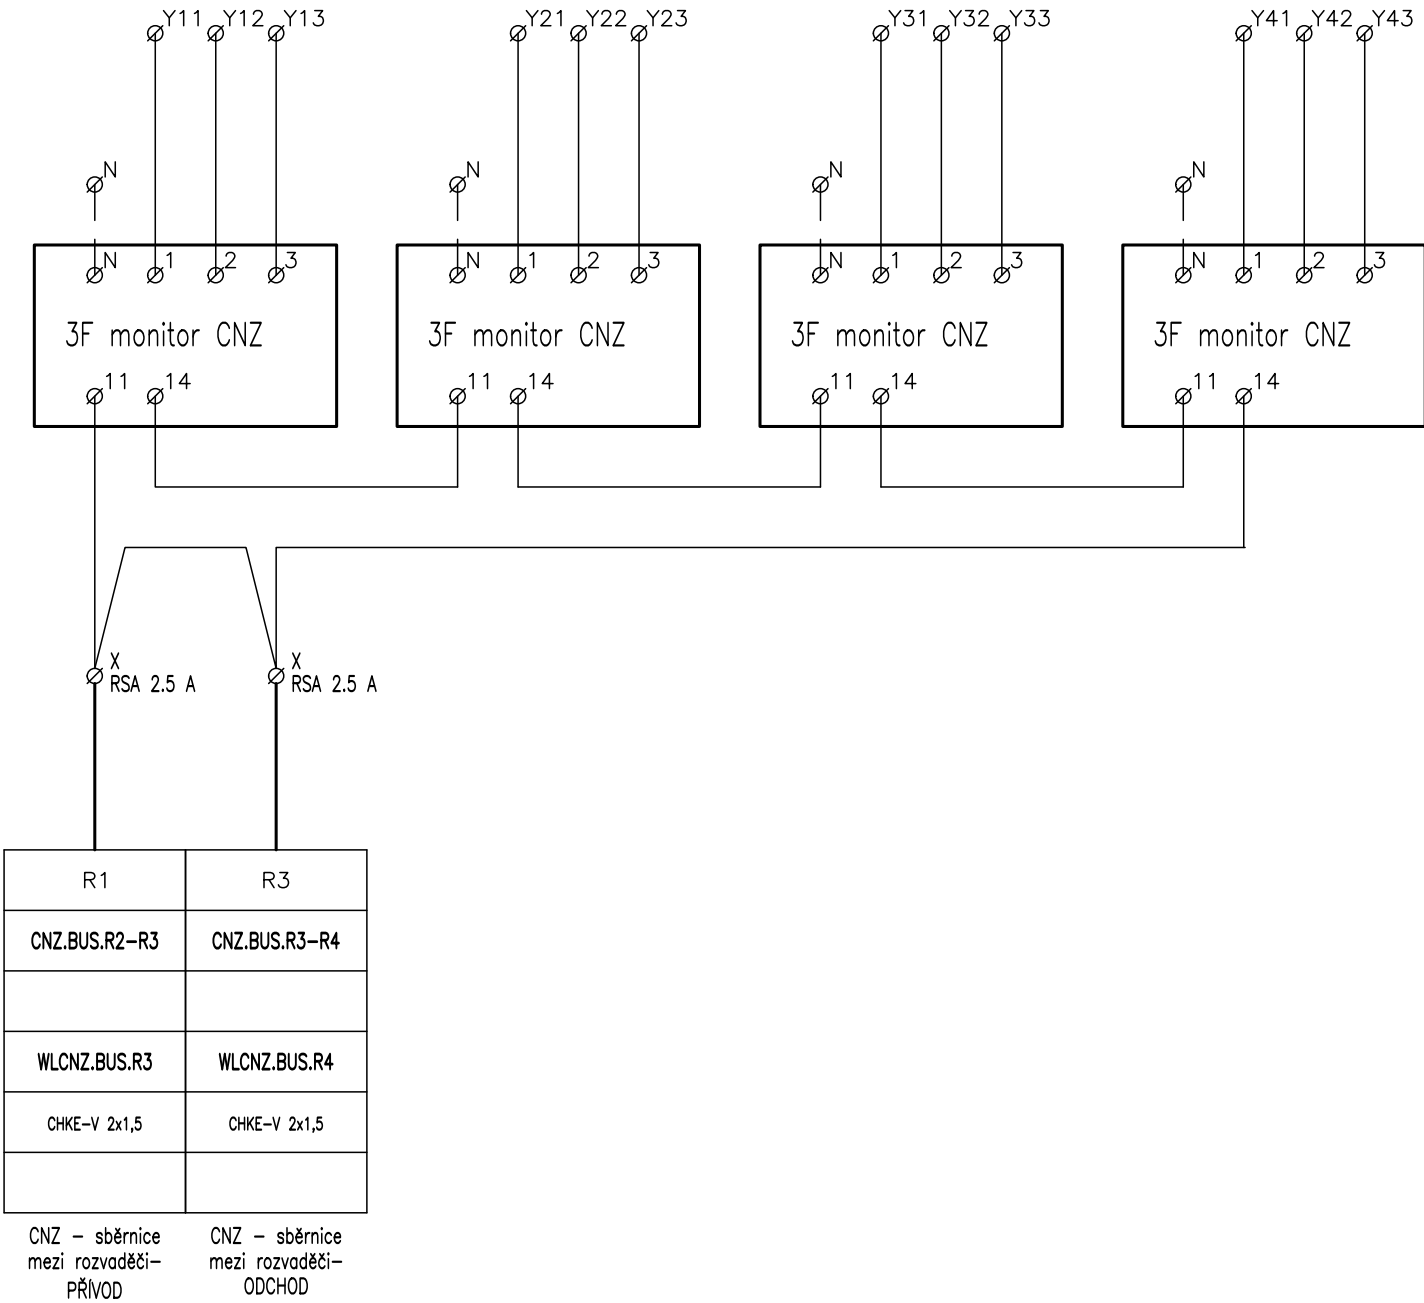 Y11 Y12 Y13 Y21 Y22 Y23 Y31 Y32 Y33 Y41 Y42 Y43
N N N N
N 1 2 3 N 1 2 3 N 1 2 3 N 1 2 3
3F monitor CNZ 3F monitor CNZ 3F monitor CNZ 3F monitor CNZ
11 14 11 14 11 14 11 14
X X
RSA 2.5 A RSA 2.5 A
R1 R3
CNZ.BUS.R2-R3 CNZ.BUS.R3-R4
WLCNZ.BUS.R3 WLCNZ.BUS.R4
CHKE-V 2x1,5 CHKE-V 2x1,5
CNZ - sběrnice
mezi rozvaděči-
PŘÍVOD
CNZ - sběrnice
mezi rozvaděči-
ODCHOD